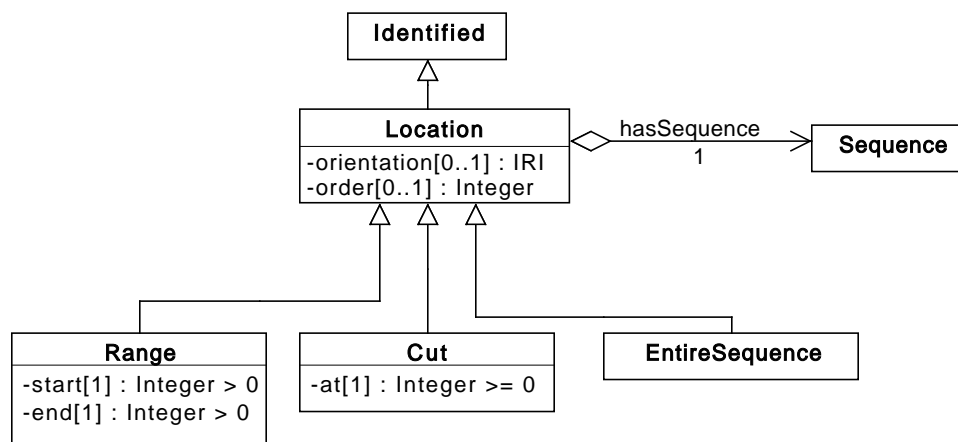 Identified
Location
-orientation[0..1] : IRI
-order[0..1] : Integer
hasSequence
1
Sequence
Range
-start[1] : Integer > 0
-end[1] : Integer > 0
Cut
-at[1] : Integer >= 0
EntireSequence